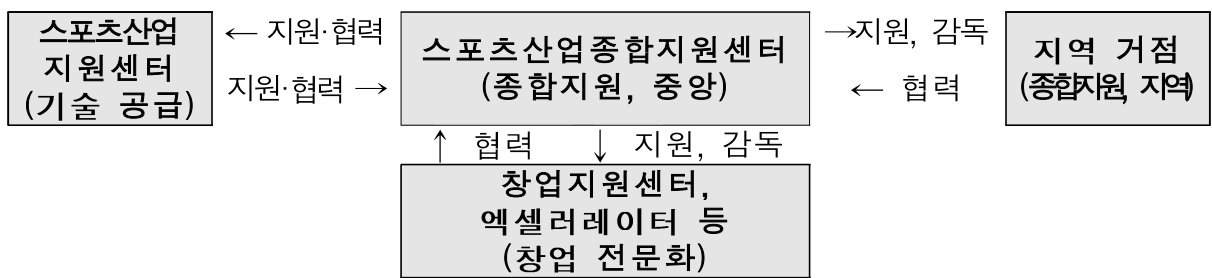 스포츠산업
지원센터
(기술 공급)
← 지원·협력
지원·협력 →
스포츠산업종합지원센터
(종합지원, 중앙)
→지원, 감독
← 협력
지역 거점
(종합지원, 지역)
↑ 협력 ↓ 지원, 감독
창업지원센터,
엑셀러레이터 등
(창업 전문화)